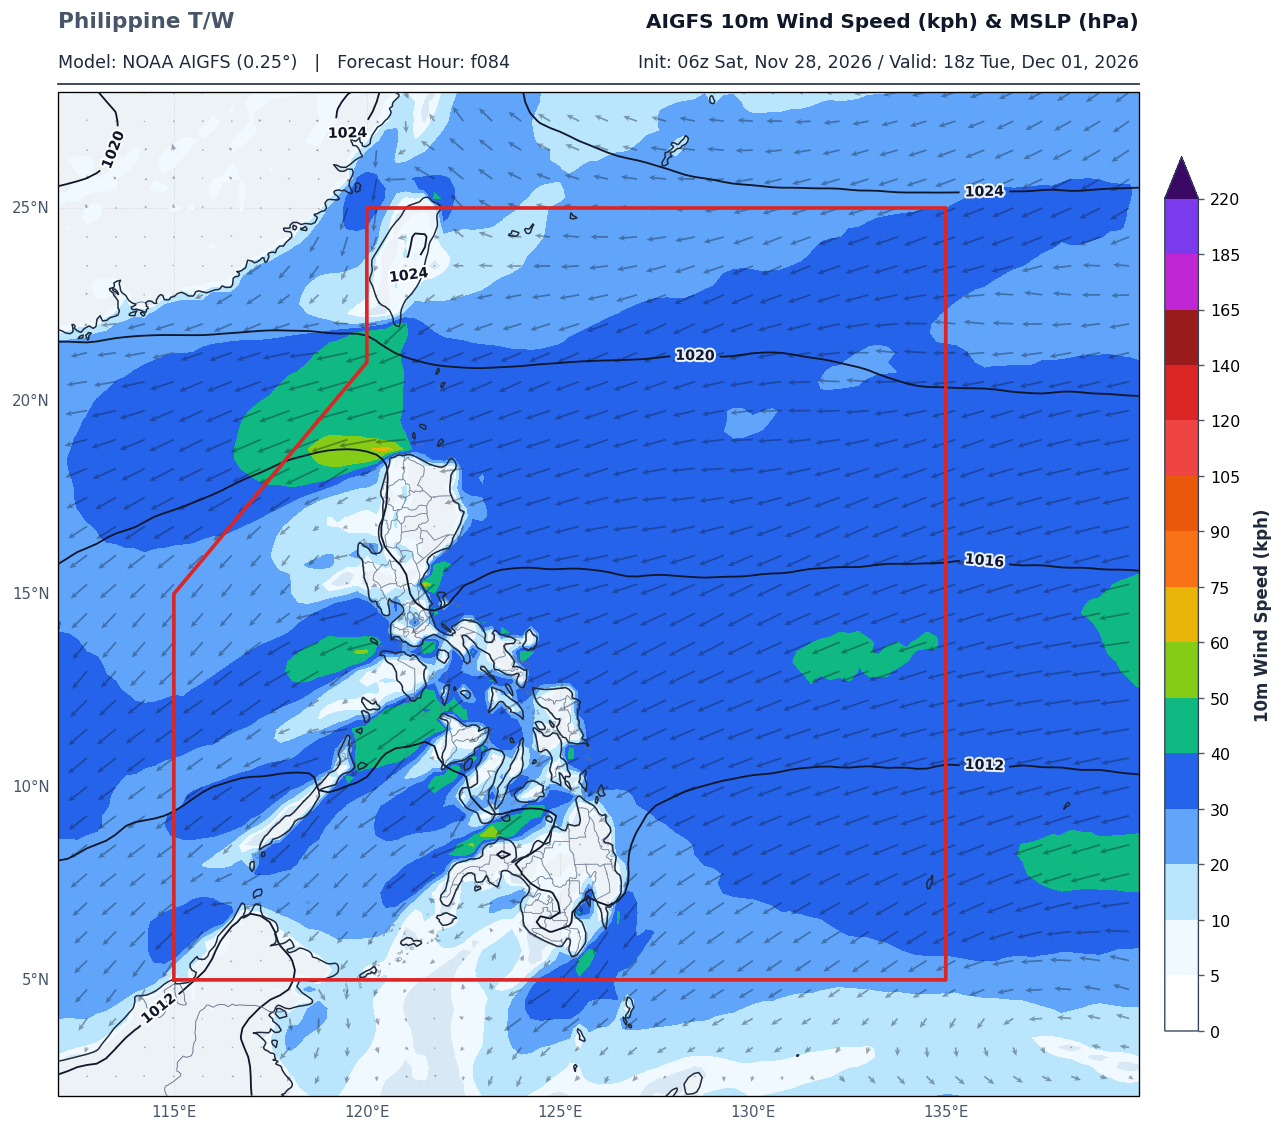 Philippine T/W
AIGFS 10m Wind Speed (kph) & MSLP (hPa)
Model: NOAA AIGFS (0.25°) | Forecast Hour: f084
Init: 06z Sat, Nov 28, 2026 / Valid: 18z Tue, Dec 01, 2026
1020
1024
1024
1024
1020
1016
1012
1012
25°N
20°N
15°N
10°N
5°N
115°E
120°E
125°E
130°E
135°E
220
185
165
140
120
105
90
75
60
50
40
30
20
10
5
0
10m Wind Speed (kph)